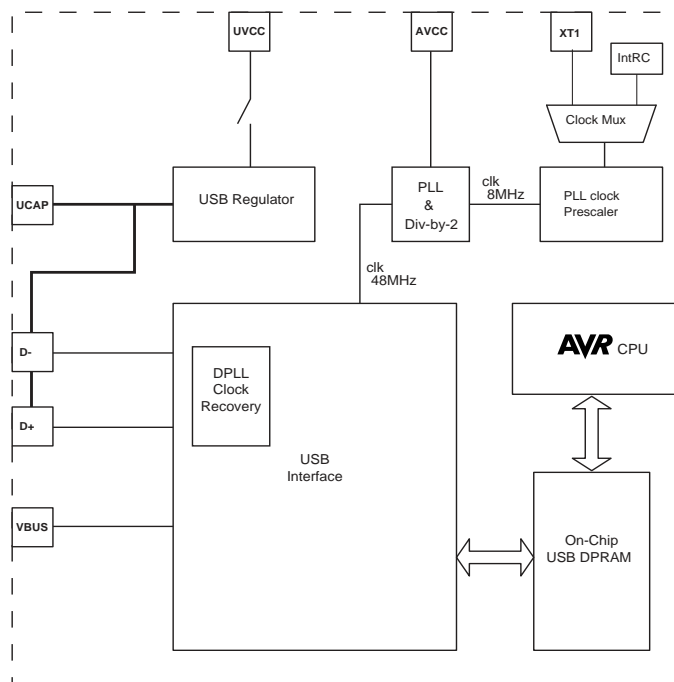 UVCC
AVCC
XT1
IntRC
Clock Mux
UCAP
USB Regulator
PLL
&
Div-by-2
clk
8MHz
PLL clock
Prescaler
clk
48MHz
D-
DPLL
Clock
Recovery
AVR CPU
D+
USB
Interface
VBUS
On-Chip
USB DPRAM